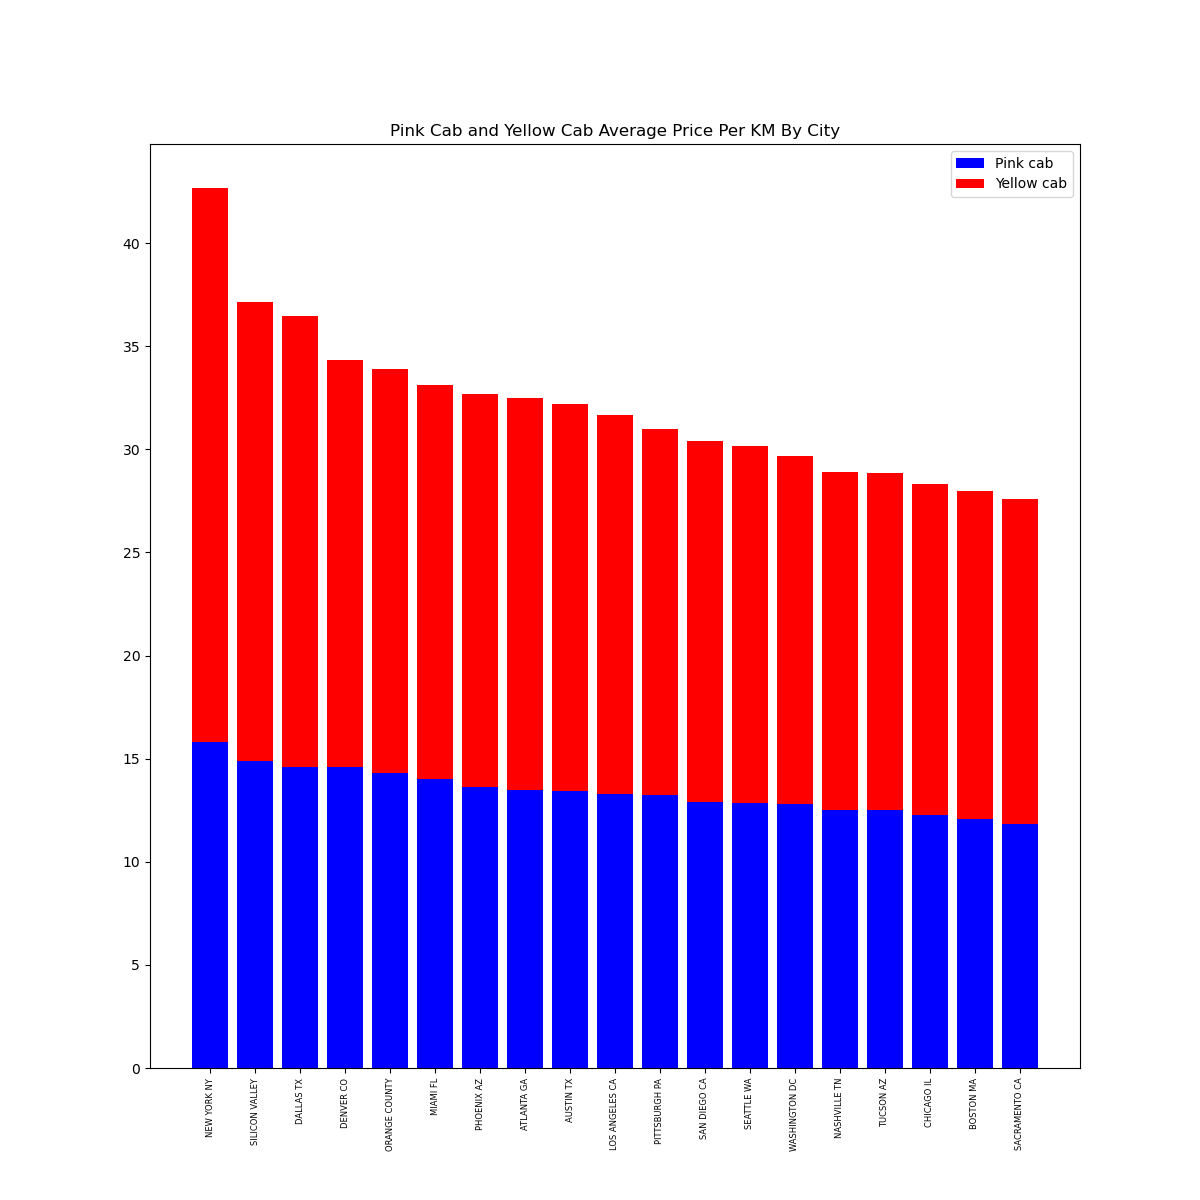 Pink Cab and Yellow Cab Average Price Per KM By City
Pink cab
Yellow cab
40
35
30
25
20
15
10
5
0
NEW YORK NY
SILICON VALLEY
DALLAS TX
DENVER CO
ORANGE COUNTY
MIAMI FL
PHOENIX AZ
ATLANTA GA
AUSTIN TX
LOS ANGELES CA
PITTSBURGH PA
SAN DIEGO CA
SEATTLE WA
WASHINGTON DC
NASHVILLE TN
TUCSON AZ
CHICAGO IL
BOSTON MA
SACRAMENTO CA